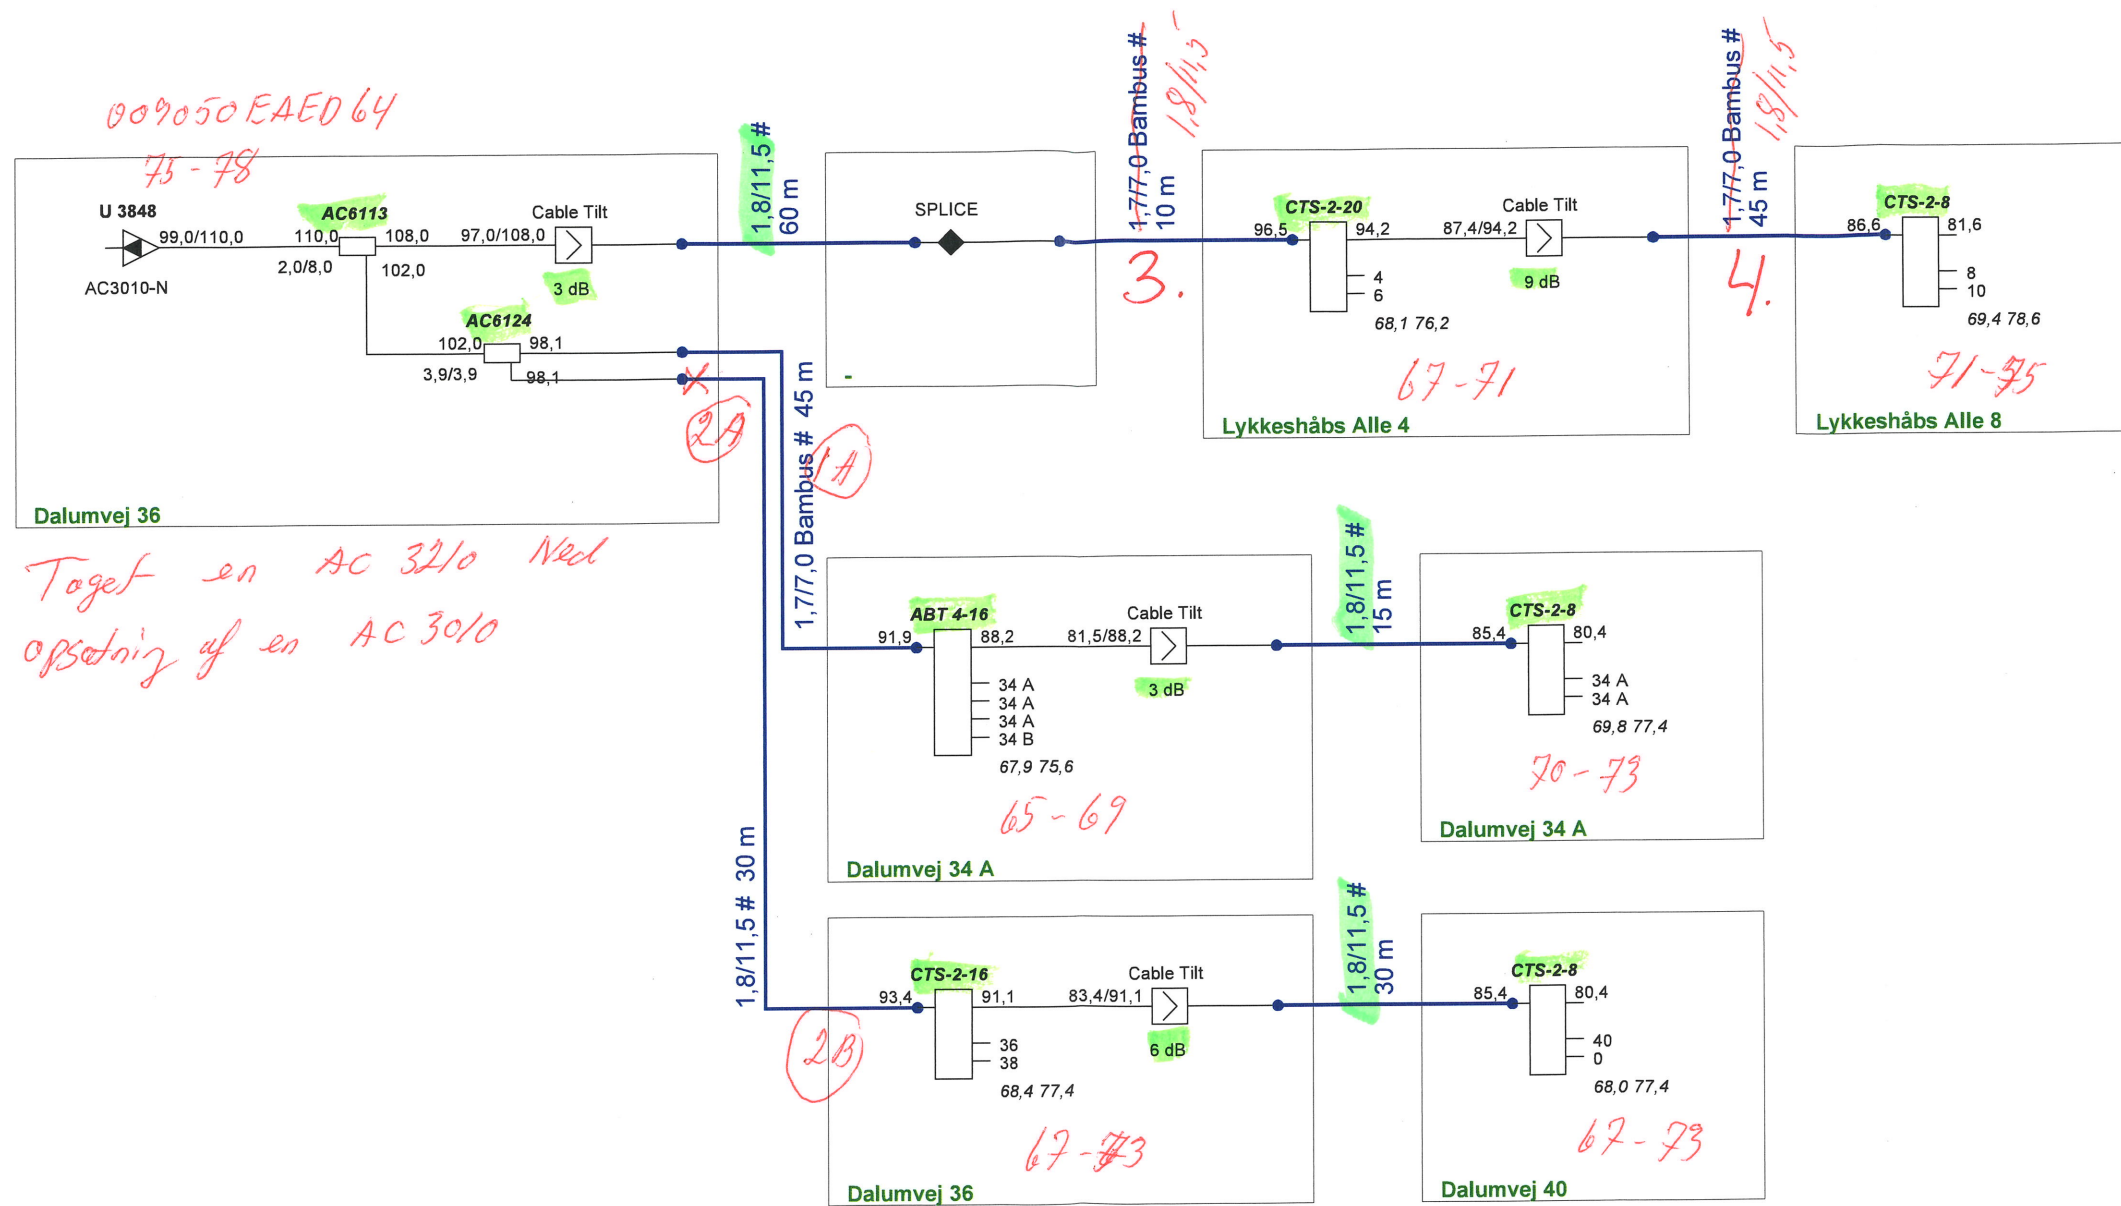 009050EAED64
75-78
U 3848
99,0/110,0
AC3010-N
AC6113
110,0
108,0
2,0/8,0
102,0
97,0/108,0
Cable Tilt
3 dB
AC6124
102,0
98,1
3,9/3,9
98,1
Dalumvej 36
1,8/11,5 #
60 m
SPLICE
-
1,7/7,0 Bambus #
10 m
1,8/11,5
3.
CTS-2-20
96,5
94,2
4
6
68,1 76,2
87,4/94,2
Cable Tilt
9 dB
67-71
Lykkeshåbs Alle 4
1,7/7,0 Bambus #
45 m
1,8/11,5
4.
CTS-2-8
86,6
81,6
8
10
69,4 78,6
71-75
Lykkeshåbs Alle 8
X
2A
1,7/7,0 Bambus # 45 m
1A
Taget en AC 3210 Ned
opsætning af en AC 3010
ABT 4-16
91,9
88,2
34 A
34 A
34 A
34 B
67,9 75,6
81,5/88,2
Cable Tilt
3 dB
65-69
Dalumvej 34 A
1,8/11,5 #
15 m
CTS-2-8
85,4
80,4
34 A
34 A
69,8 77,4
70-73
Dalumvej 34 A
1,8/11,5 # 30 m
2B
CTS-2-16
93,4
91,1
36
38
68,4 77,4
83,4/91,1
Cable Tilt
6 dB
67-73
Dalumvej 36
1,8/11,5 #
30 m
CTS-2-8
85,4
80,4
40
0
68,0 77,4
67-73
Dalumvej 40